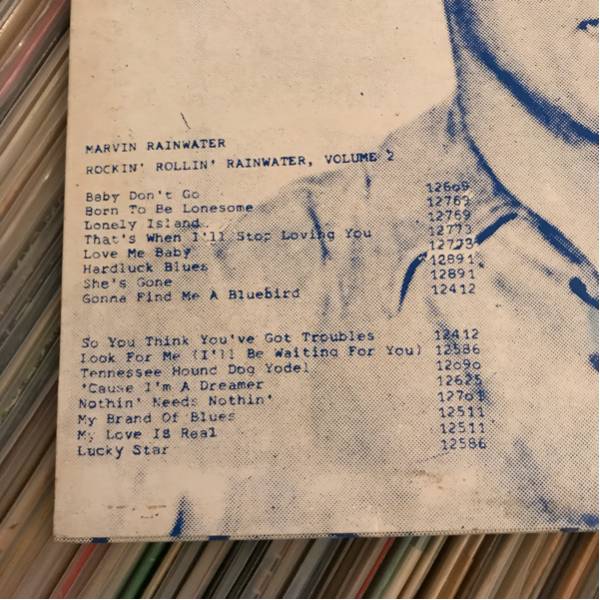 MARVIN RAINWATER
ROCKIN' ROLLIN' RAINWATER, VOLUME 2
Baby Don't Go 12609
Born To Be Lonesome 12769
Lonely Island 12769
That's When I'll Stop Loving You 12773
Love Me Baby 12773
Hardluck Blues 12891
She's Gone 12891
Gonna Find Me A Bluebird 12412
So You Think You've Got Troubles 12412
Look For Me (I'll Be Waiting For You) 12586
Tennessee Hound Dog Yodel 12090
'Cause I'm A Dreamer 12625
Nothin' Needs Nothin' 12701
My Brand Of Blues 12511
My Love IS Real 12511
Lucky Star 12586